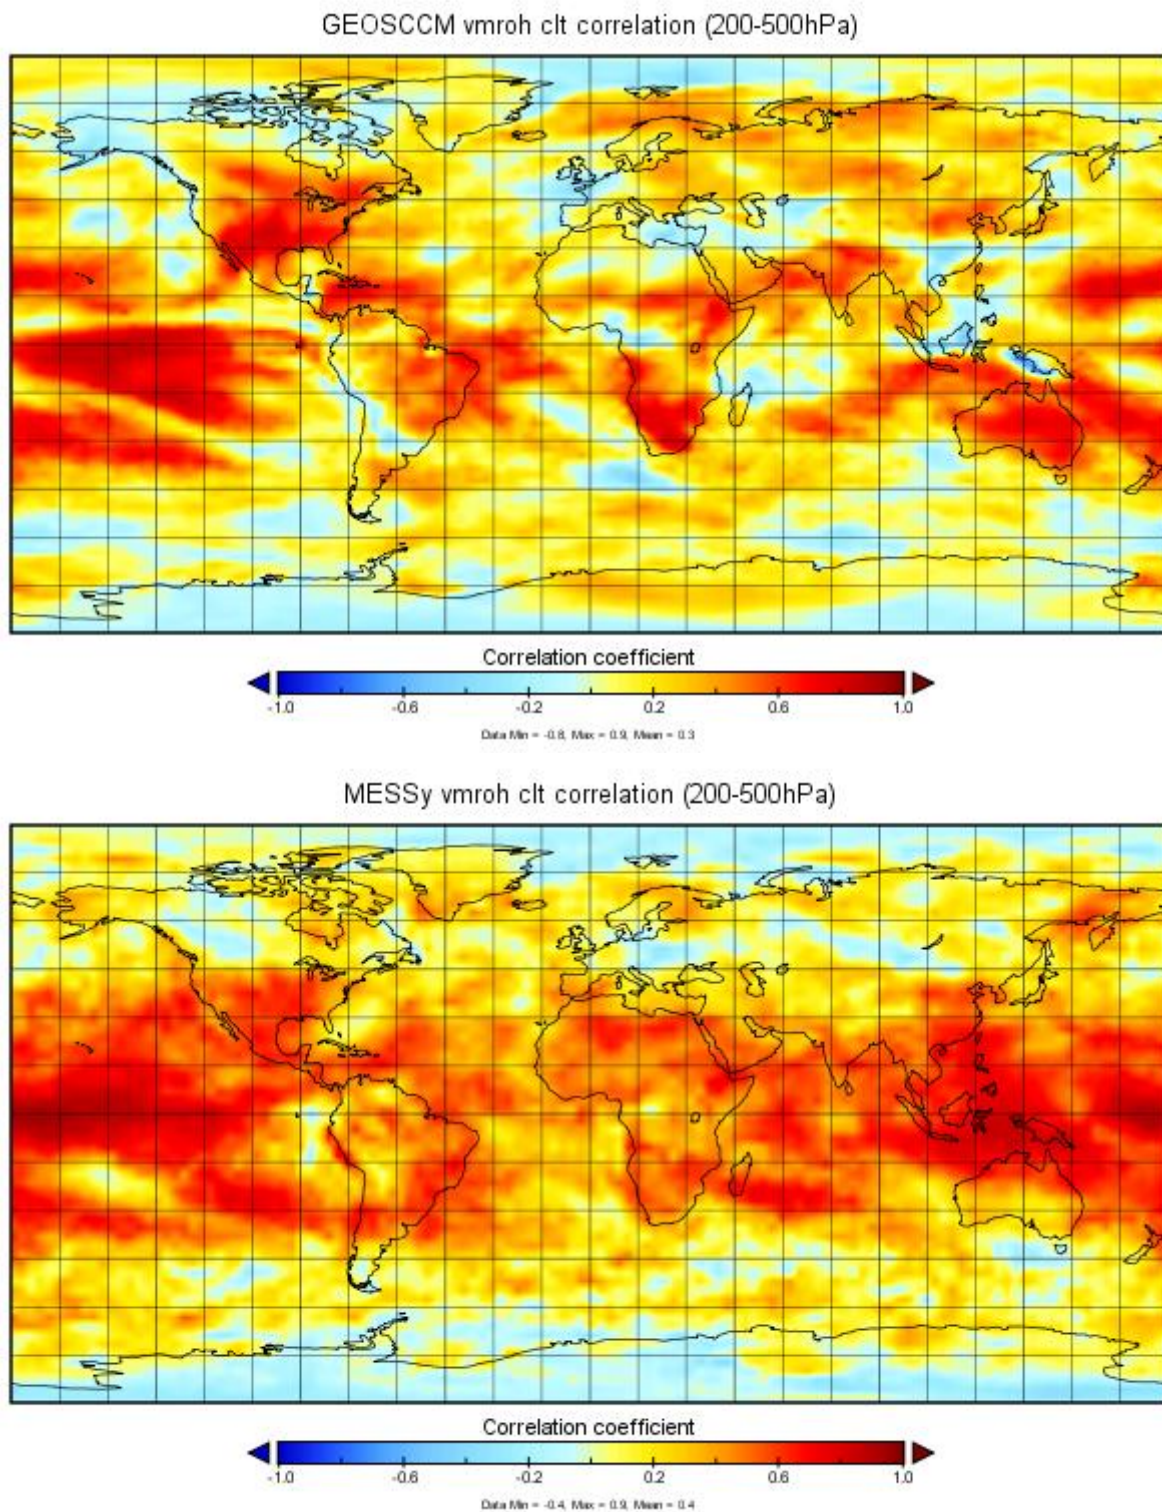 GEOSCCM vmroh clt correlation (200-500hPa)
Correlation coefficient
-1.0 -0.6 -0.2 0.2 0.6 1.0
Data Min = -0.8, Max = 0.9, Mean = 0.3
MESSy vmroh clt correlation (200-500hPa)
Correlation coefficient
-1.0 -0.6 -0.2 0.2 0.6 1.0
Data Min = -0.4, Max = 0.9, Mean = 0.4